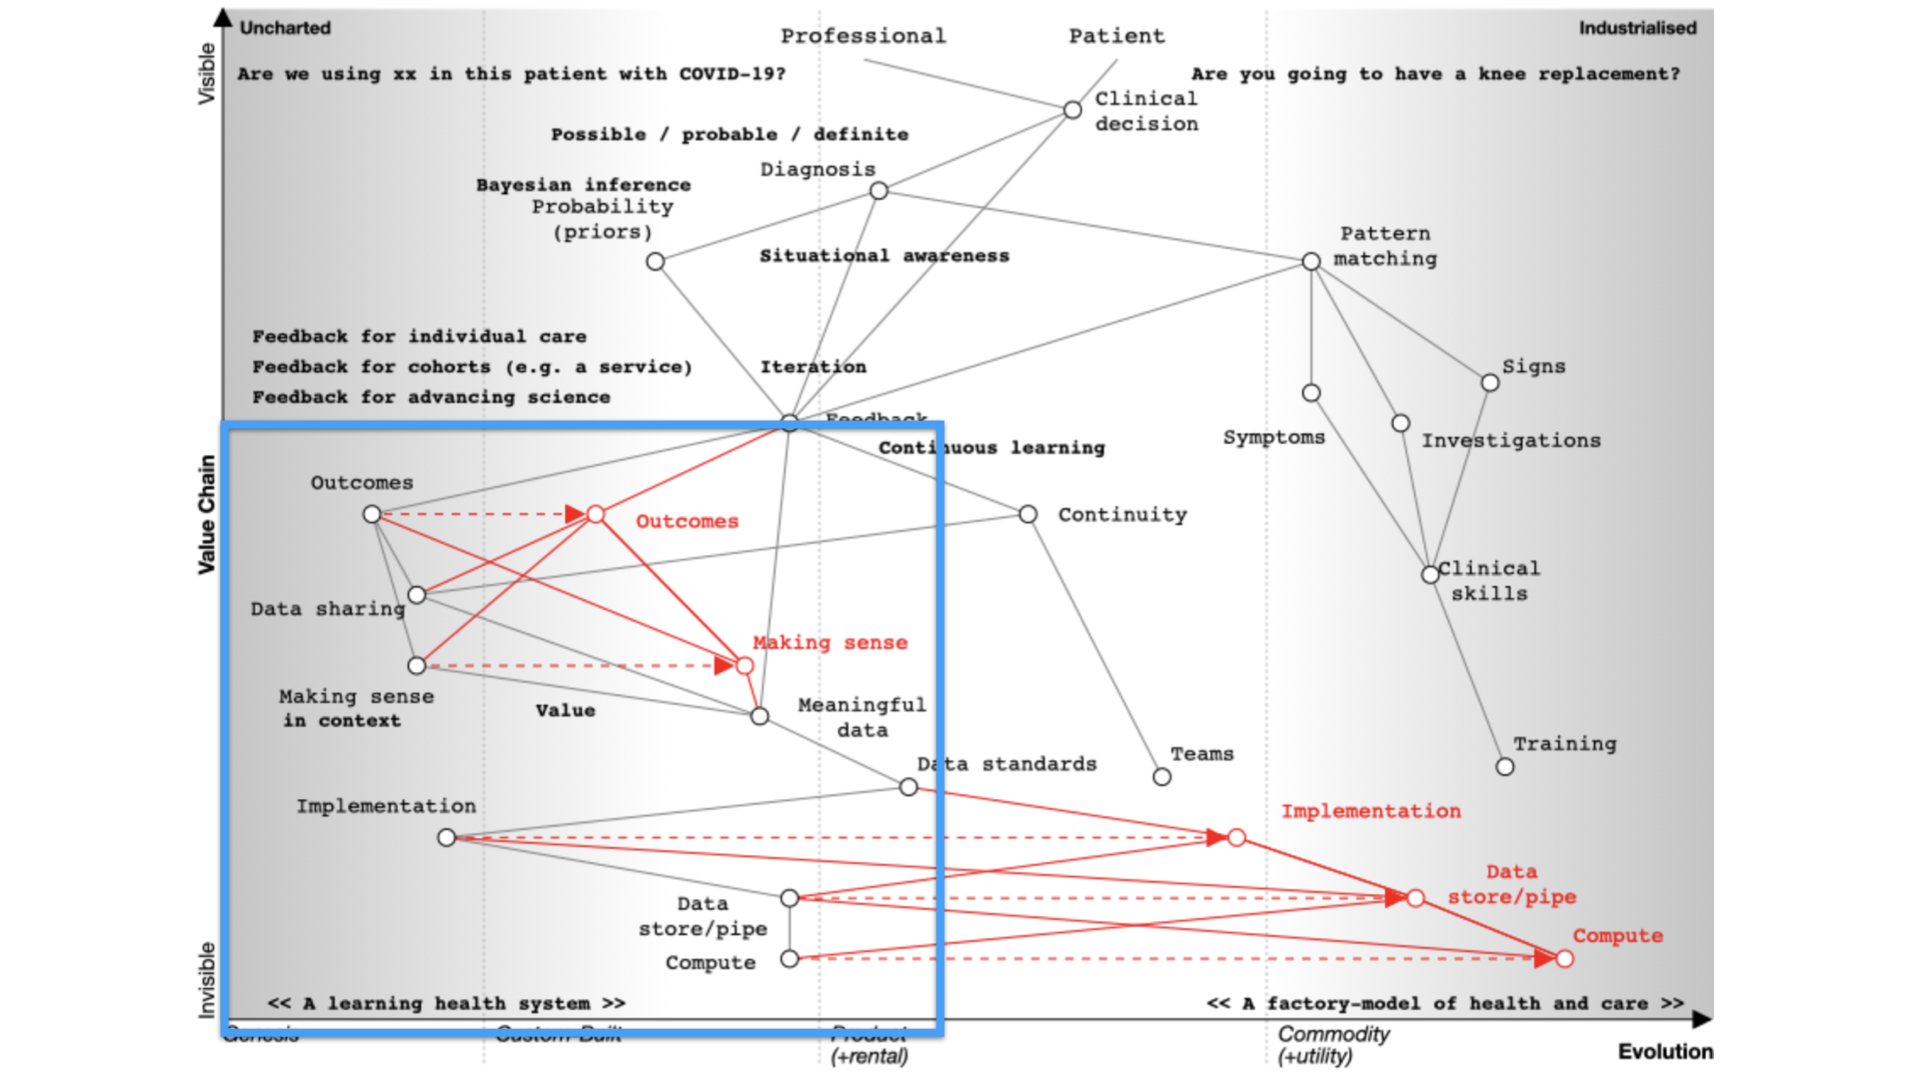 Uncharted
Professional
Patient
Industrialised
Visible
Are we using xx in this patient with COVID-19?
Are you going to have a knee replacement?
Clinical
decision
Possible / probable / definite
Diagnosis
Bayesian inference
Probability
(priors)
Situational awareness
Pattern
matching
Feedback for individual care
Feedback for cohorts (e.g. a service)
Feedback for advancing science
Iteration
Signs
Feedback
Symptoms
Investigations
Continuous learning
Value Chain
Outcomes
Outcomes
Continuity
Clinical
skills
Data sharing
Making sense
Making sense
in context
Value
Meaningful
data
Data standards
Teams
Training
Implementation
Implementation
Data
store/pipe
Data
store/pipe
Compute
Compute
Invisible
<< A learning health system >>
<< A factory-model of health and care >>
Genesis
Custom-Built
Product
(+rental)
Commodity
(+utility)
Evolution